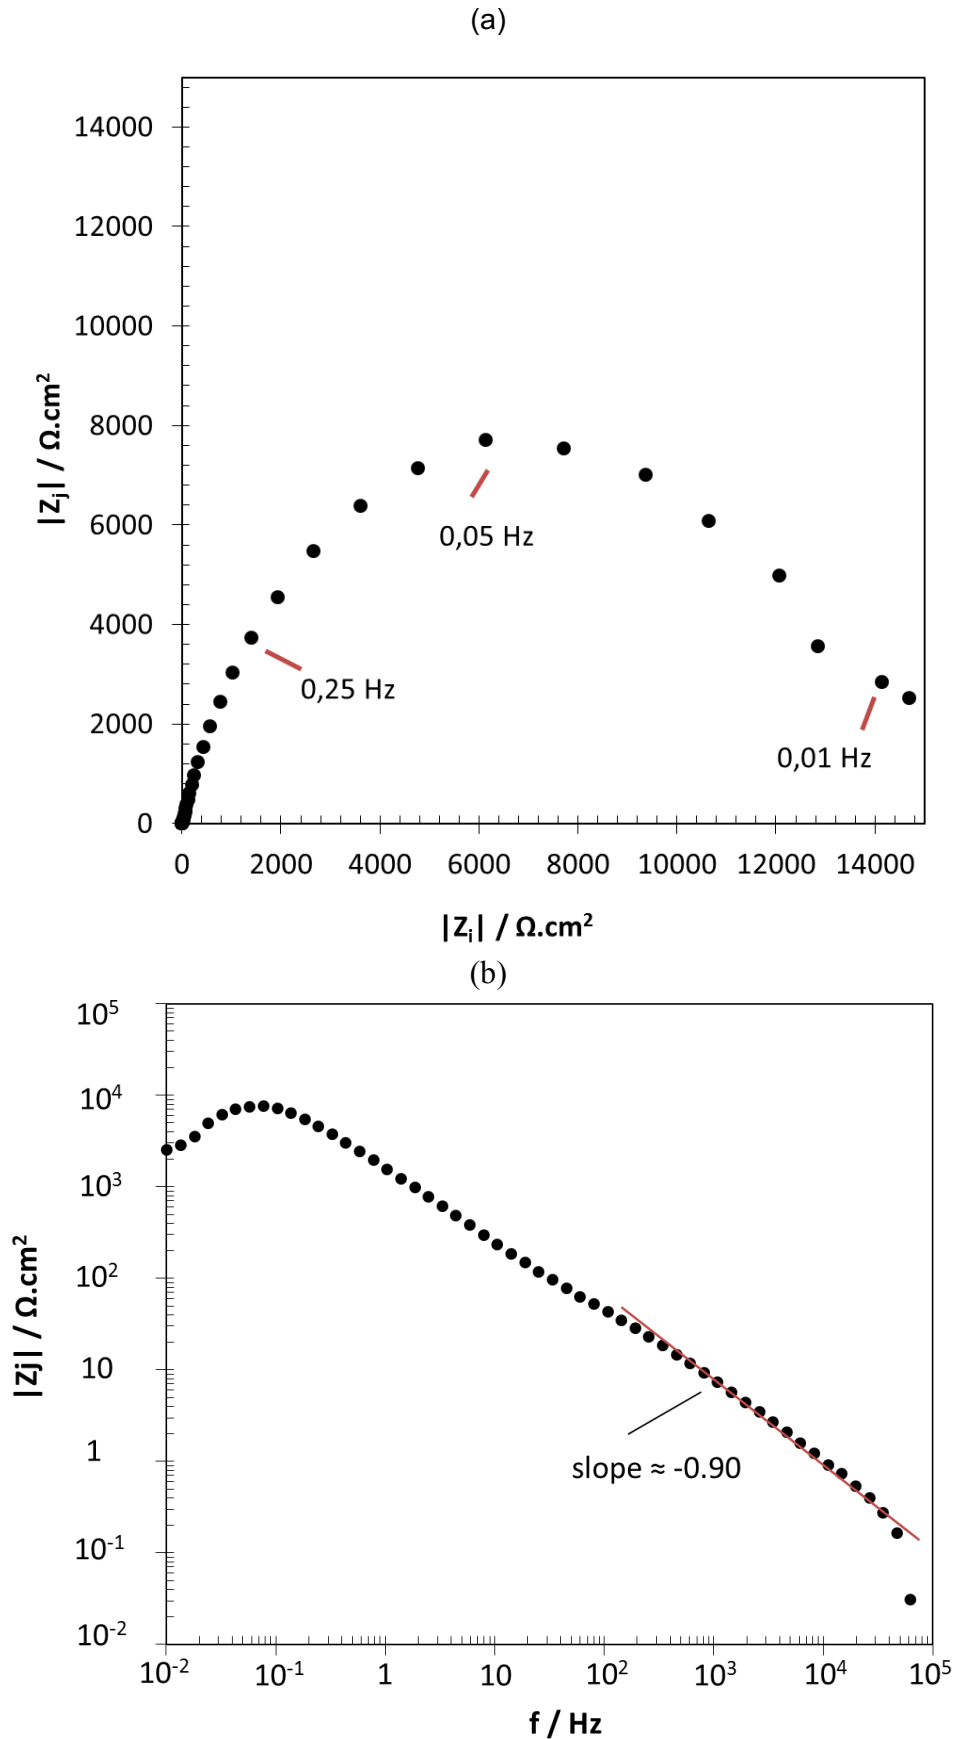 (a)
14000
12000
10000
8000
6000
4000
2000
0
|Zj| / Ω.cm²
0,05 Hz
0,25 Hz
0,01 Hz
0 2000 4000 6000 8000 10000 12000 14000
|Zi| / Ω.cm²
(b)
10⁵
10⁴
10³
10²
10
1
10⁻¹
10⁻²
|Zj| / Ω.cm²
slope ≈ -0.90
10⁻² 10⁻¹ 1 10 10² 10³ 10⁴ 10⁵
f / Hz